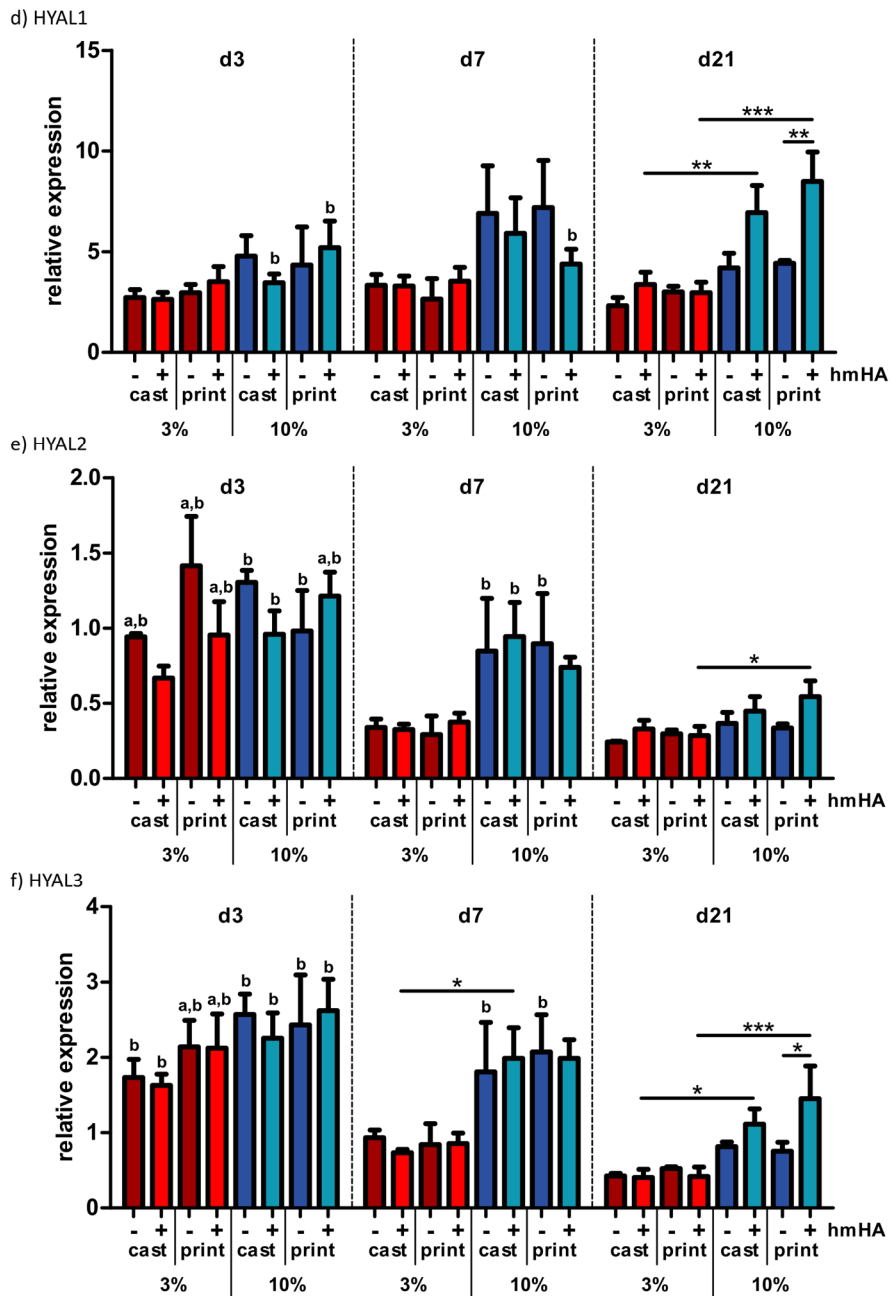 d) HYAL1
d3 d7 d21
relative expression
15
10
5
0
b b b
*** ** **
- + - + - + - + - + - + - + - + - + - + - + - + hmHA
cast print cast print cast print cast print cast print cast print
3% 10% 3% 10% 3% 10%
e) HYAL2
d3 d7 d21
relative expression
2.0
1.5
1.0
0.5
0.0
a,b a,b a,b b b b a,b b b b
*
- + - + - + - + - + - + - + - + - + - + - + - + hmHA
cast print cast print cast print cast print cast print cast print
3% 10% 3% 10% 3% 10%
f) HYAL3
d3 d7 d21
relative expression
4
3
2
1
0
b b a,b a,b b b b b b b
* * *** *
- + - + - + - + - + - + - + - + - + - + - + - + hmHA
cast print cast print cast print cast print cast print cast print
3% 10% 3% 10% 3% 10%